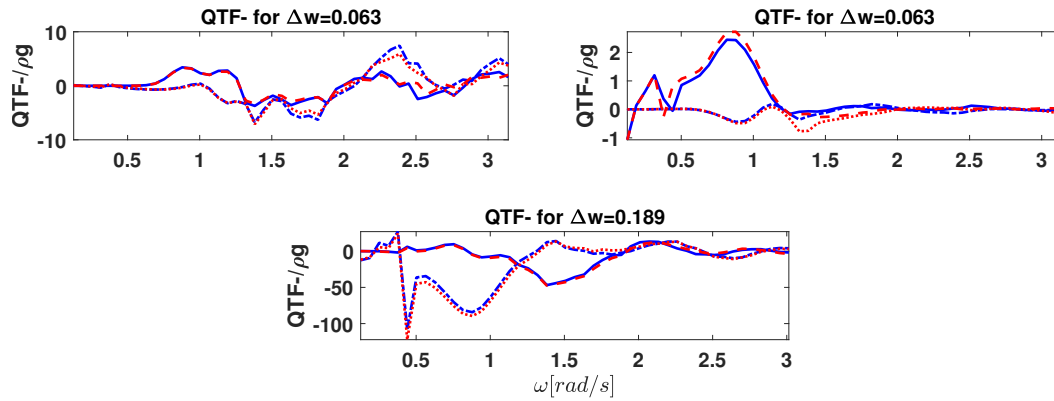 QTF- for Δw=0.063
QTF-/ρg
10
0
-10
0.5 1 1.5 2 2.5 3
QTF- for Δw=0.063
QTF-/ρg
2
1
0
-1
0.5 1 1.5 2 2.5 3
QTF- for Δw=0.189
QTF-/ρg
0
-50
-100
0.5 1 1.5 2 2.5 3
ω[rad/s]